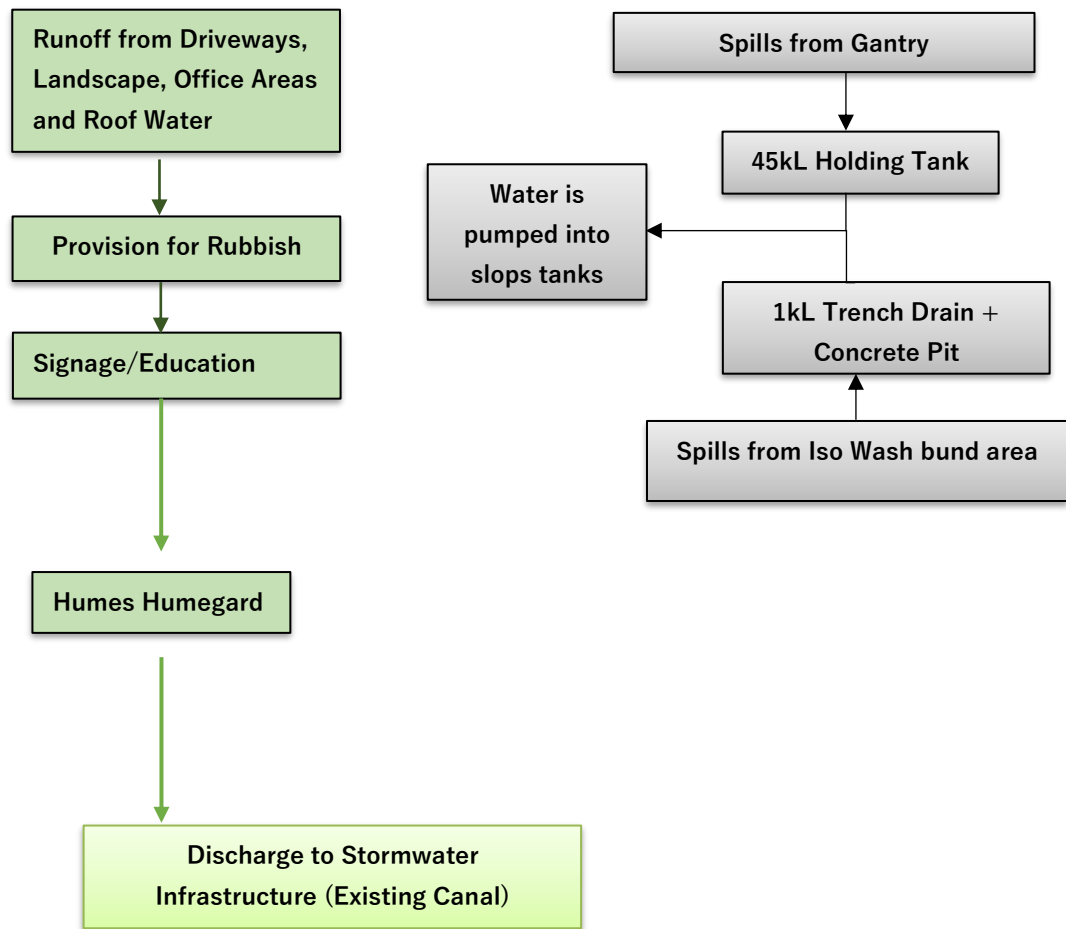 Runoff from Driveways,
Landscape, Office Areas
and Roof Water
Provision for Rubbish
Signage/Education
Humes Humegard
Discharge to Stormwater
Infrastructure (Existing Canal)
Spills from Gantry
45kL Holding Tank
Water is
pumped into
slops tanks
1kL Trench Drain +
Concrete Pit
Spills from Iso Wash bund area